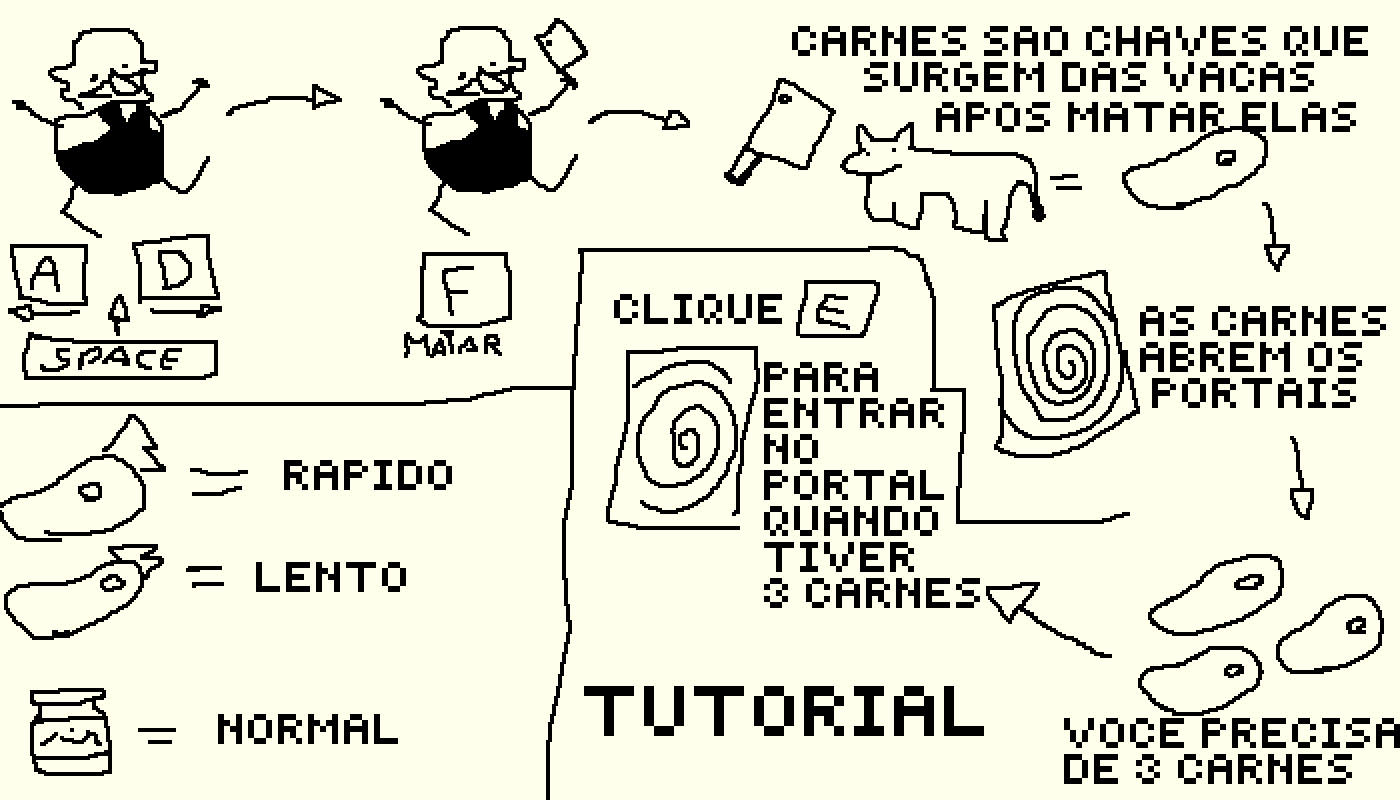 CARNES SAO CHAVES QUE
SURGEM DAS VACAS
APOS MATAR ELAS
A D
SPACE
F
MATAR
CLIQUE E
PARA
ENTRAR
NO
PORTAL
QUANDO
TIVER
3 CARNES
AS CARNES
ABREM OS
PORTAIS
= RAPIDO
= LENTO
= NORMAL
TUTORIAL
VOCE PRECISA
DE 3 CARNES